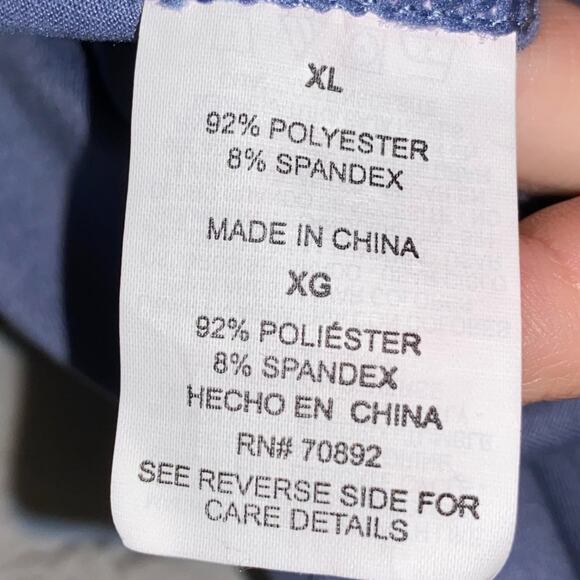 XL
92% POLYESTER
8% SPANDEX
MADE IN CHINA
XG
92% POLIÉSTER
8% SPANDEX
HECHO EN CHINA
RN# 70892
SEE REVERSE SIDE FOR
CARE DETAILS